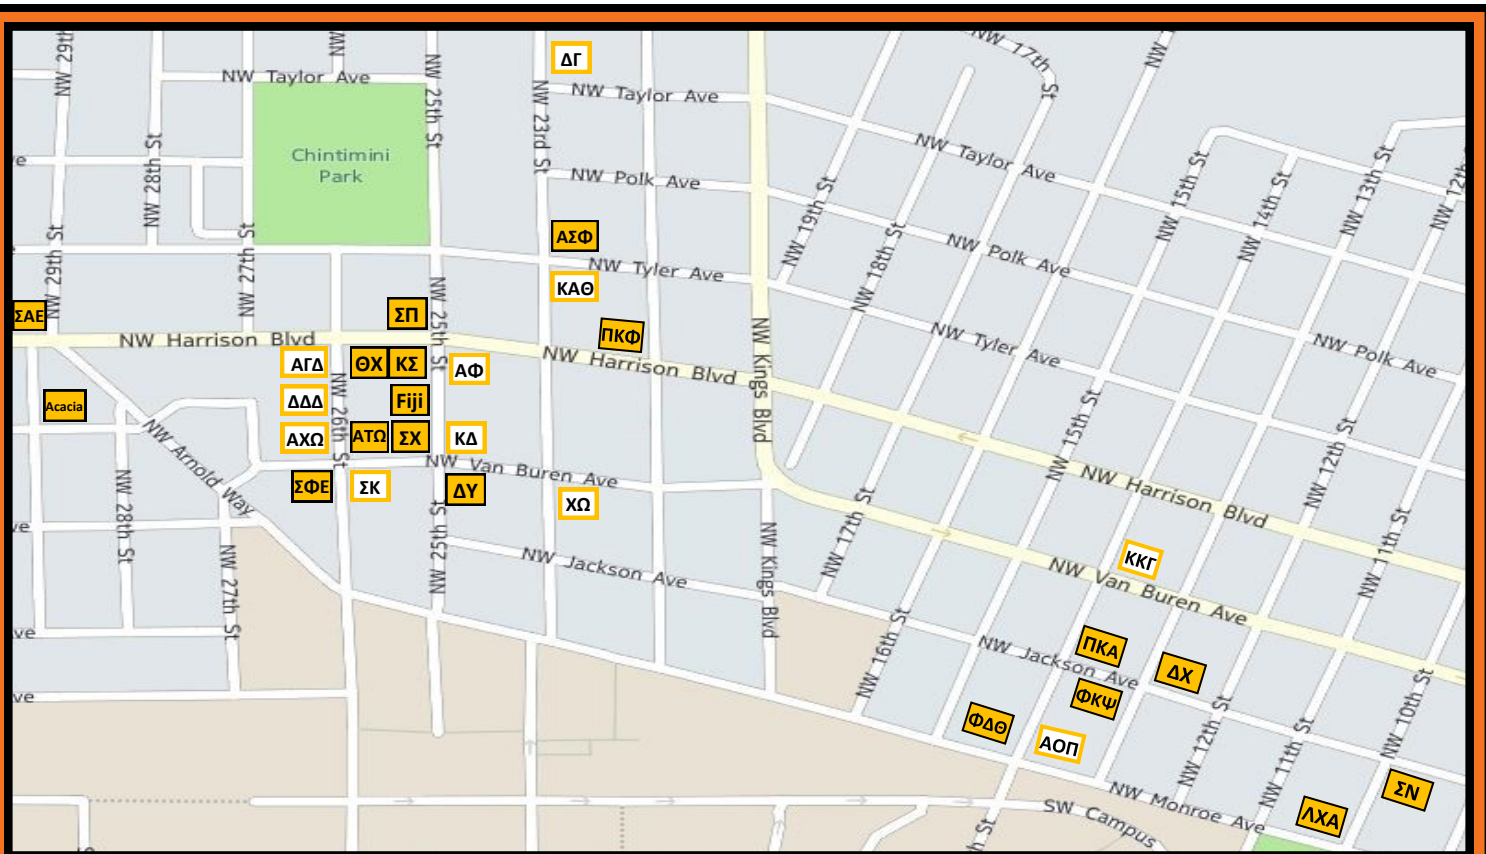 NW 29th
NW
ΔΓ
NW 17th St
NW
NW Taylor Ave
NW 25th St
NW 23rd St
NW Taylor Ave
NW Taylor Ave
NW 28th St
Chintimini
Park
NW Polk Ave
NW 15th St
NW 14th St
NW 13th St
NW 12th
NW 19th St
NW 18th St
NW Polk Ave
NW 29th St
NW 27th St
ΑΣΦ
NW Tyler Ave
NW 25th St
ΚΑΘ
ΣΑΕ
ΣΠ
ΠΚΦ
NW Kings Blvd
NW Tyler Ave
NW Polk Ave
NW Harrison Blvd
NW Harrison Blvd
ΑΓΔ
ΘΧ
ΚΣ
ΑΦ
NW 26th St
Acacia
ΔΔΔ
Fiji
NW 15th St
NW 12th St
NW Arnold Way
ΑΧΩ
ΑΤΩ
ΣΧ
ΚΔ
NW Van Buren Ave
NW Harrison Blvd
ΣΦΕ
ΣΚ
ΔΥ
ΧΩ
NW 28th St
NW 25th St
NW 17th St
NW 11th St
NW Kings Blvd
NW Jackson Ave
ΚΚΓ
NW Van Buren Ave
NW 27th St
ve
ve
ve
NW 16th St
NW Jackson Ave
ΠΚΑ
ΔΧ
ΦΚΨ
ΦΔΘ
ΑΟΠ
NW 12th St
NW 11th St
NW 10th St
NW Monroe Ave
SW Campus
ΛΧΑ
ΣΝ